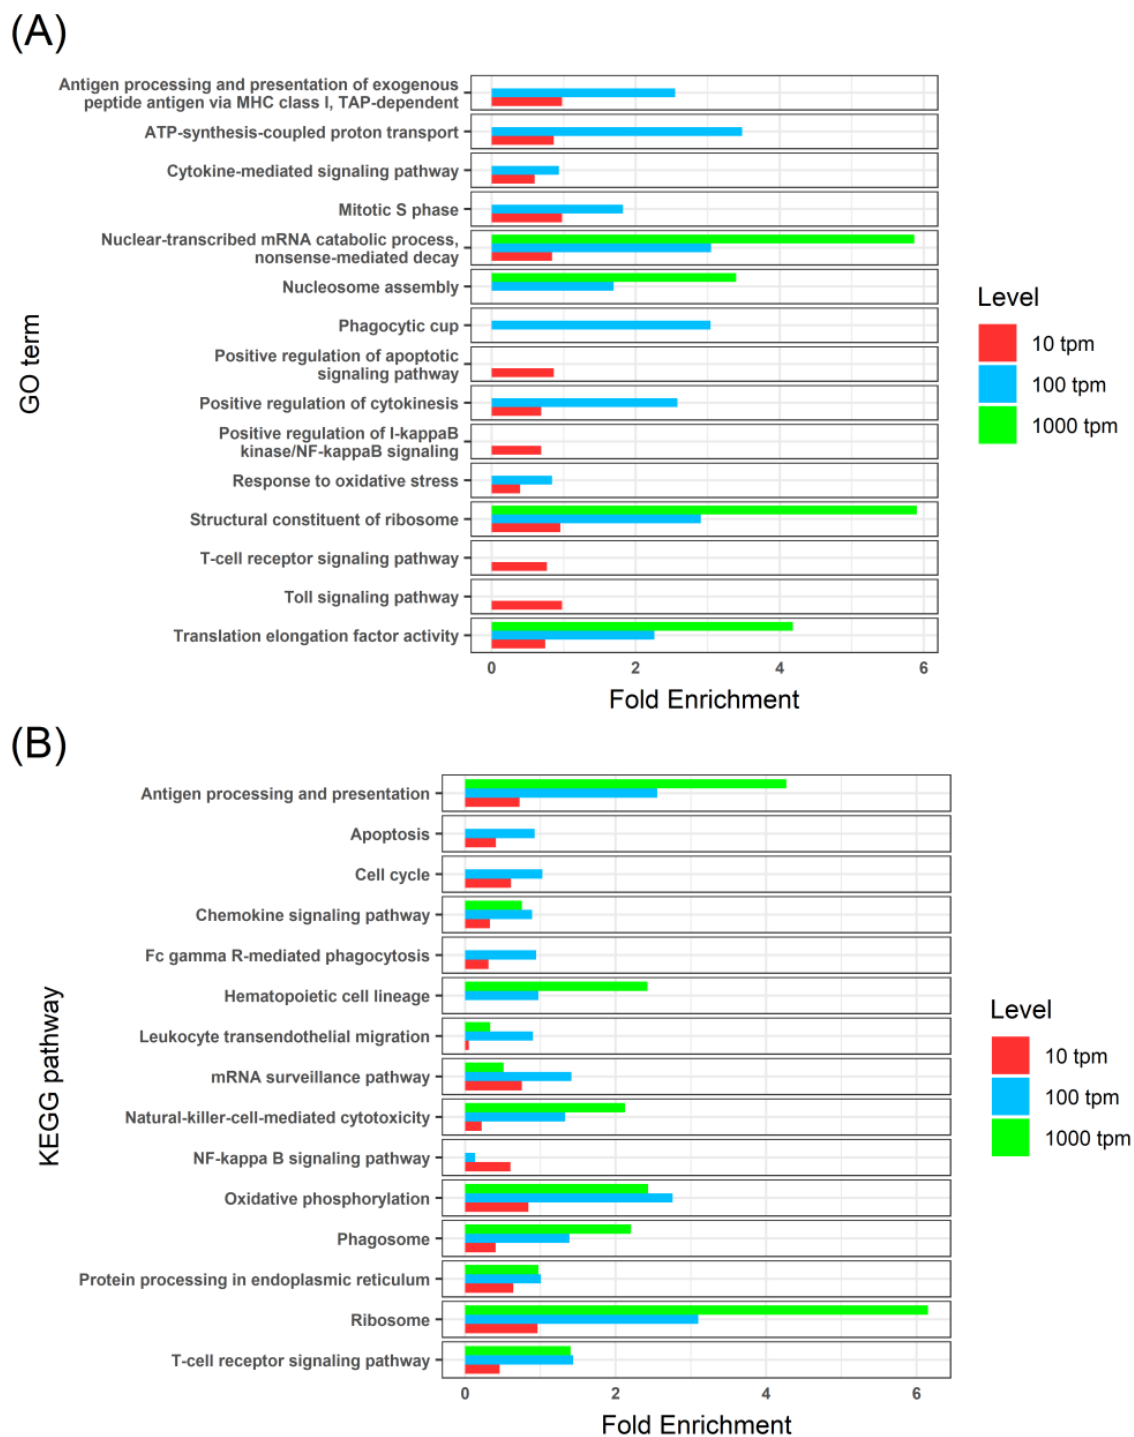 (A)
Antigen processing and presentation of exogenous
peptide antigen via MHC class I, TAP-dependent
ATP-synthesis-coupled proton transport
Cytokine-mediated signaling pathway
Mitotic S phase
Nuclear-transcribed mRNA catabolic process,
nonsense-mediated decay
Nucleosome assembly
Phagocytic cup
Positive regulation of apoptotic
signaling pathway
Positive regulation of cytokinesis
Positive regulation of I-kappaB
kinase/NF-kappaB signaling
Response to oxidative stress
Structural constituent of ribosome
T-cell receptor signaling pathway
Toll signaling pathway
Translation elongation factor activity
GO term
0 2 4 6
Fold Enrichment
Level
10 tpm
100 tpm
1000 tpm
(B)
Antigen processing and presentation
Apoptosis
Cell cycle
Chemokine signaling pathway
Fc gamma R-mediated phagocytosis
Hematopoietic cell lineage
Leukocyte transendothelial migration
mRNA surveillance pathway
Natural-killer-cell-mediated cytotoxicity
NF-kappa B signaling pathway
Oxidative phosphorylation
Phagosome
Protein processing in endoplasmic reticulum
Ribosome
T-cell receptor signaling pathway
KEGG pathway
0 2 4 6
Fold Enrichment
Level
10 tpm
100 tpm
1000 tpm